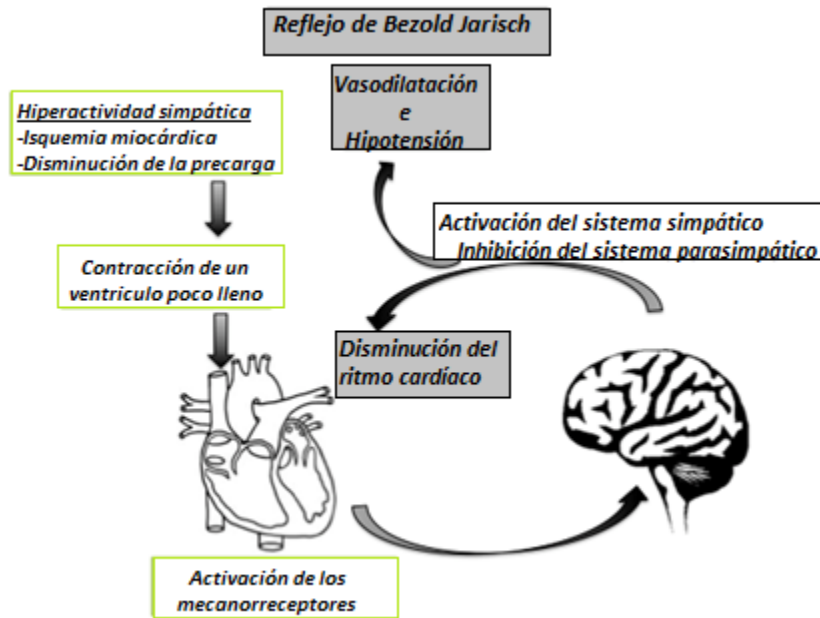 Reflejo de Bezold Jarisch
Vasodilatación
e
Hipotensión
Hiperactividad simpática
-Isquemia miocárdica
-Disminución de la precarga
Activación del sistema simpático
Inhibición del sistema parasimpático
Contracción de un
ventriculo poco lleno
Disminución del
ritmo cardíaco
Activación de los
mecanorreceptores